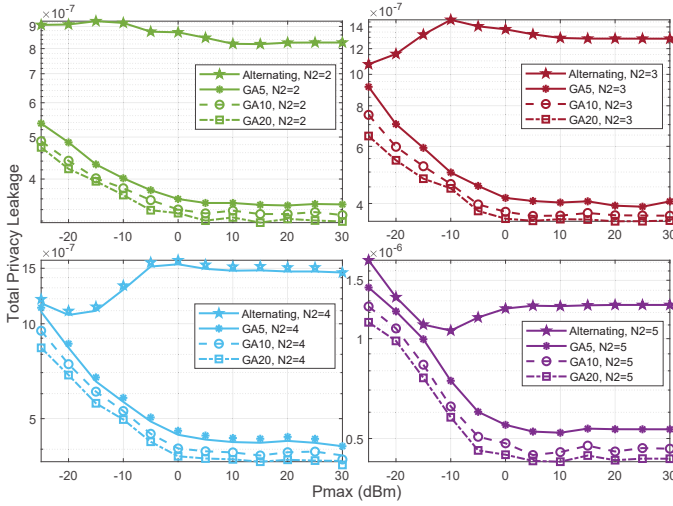 ×10⁻⁷
9
8
7
6
5
4
Alternating, N2=2
GA5, N2=2
GA10, N2=2
GA20, N2=2
-20 -10 0 10 20 30
×10⁻⁷
14
12
10
8
6
4
Alternating, N2=3
GA5, N2=3
GA10, N2=3
GA20, N2=3
-20 -10 0 10 20 30
Total Privacy Leakage
×10⁻⁷
15
10
5
Alternating, N2=4
GA5, N2=4
GA10, N2=4
GA20, N2=4
-20 -10 0 10 20 30
×10⁻⁶
1.5
1
0.5
Alternating, N2=5
GA5, N2=5
GA10, N2=5
GA20, N2=5
-20 -10 0 10 20 30
Pmax (dBm)